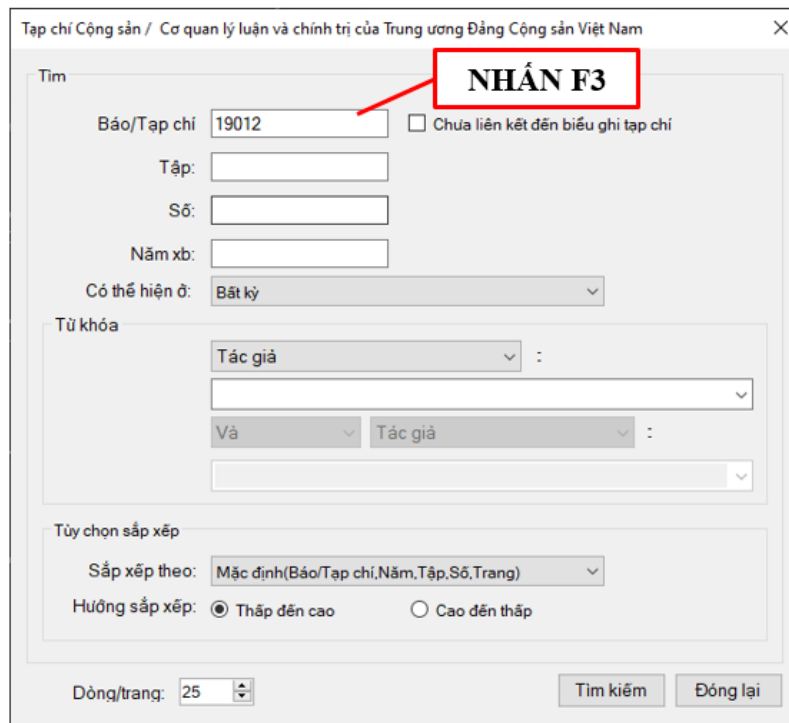 Tạp chí Cộng sản / Cơ quan lý luận và chính trị của Trung ương Đảng Cộng sản Việt Nam
Tìm
NHẤN F3
Báo/Tạp chí 19012 Chưa liên kết đến biểu ghi tạp chí
Tập:
Số:
Năm xb:
Có thể hiện ở: Bất kỳ
Từ khóa
Tác giả :
Và Tác giả :
Tùy chọn sắp xếp
Sắp xếp theo: Mặc định(Báo/Tạp chí,Năm,Tập,Số,Trang)
Hướng sắp xếp: Thấp đến cao Cao đến thấp
Dòng/trang: 25 Tìm kiếm Đóng lại